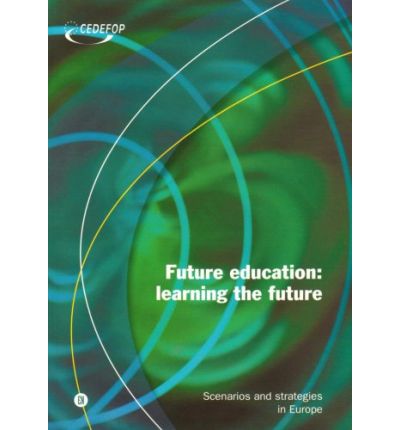 CEDEFOP
Future education:
learning the future
Scenarios and strategies
in Europe
EN